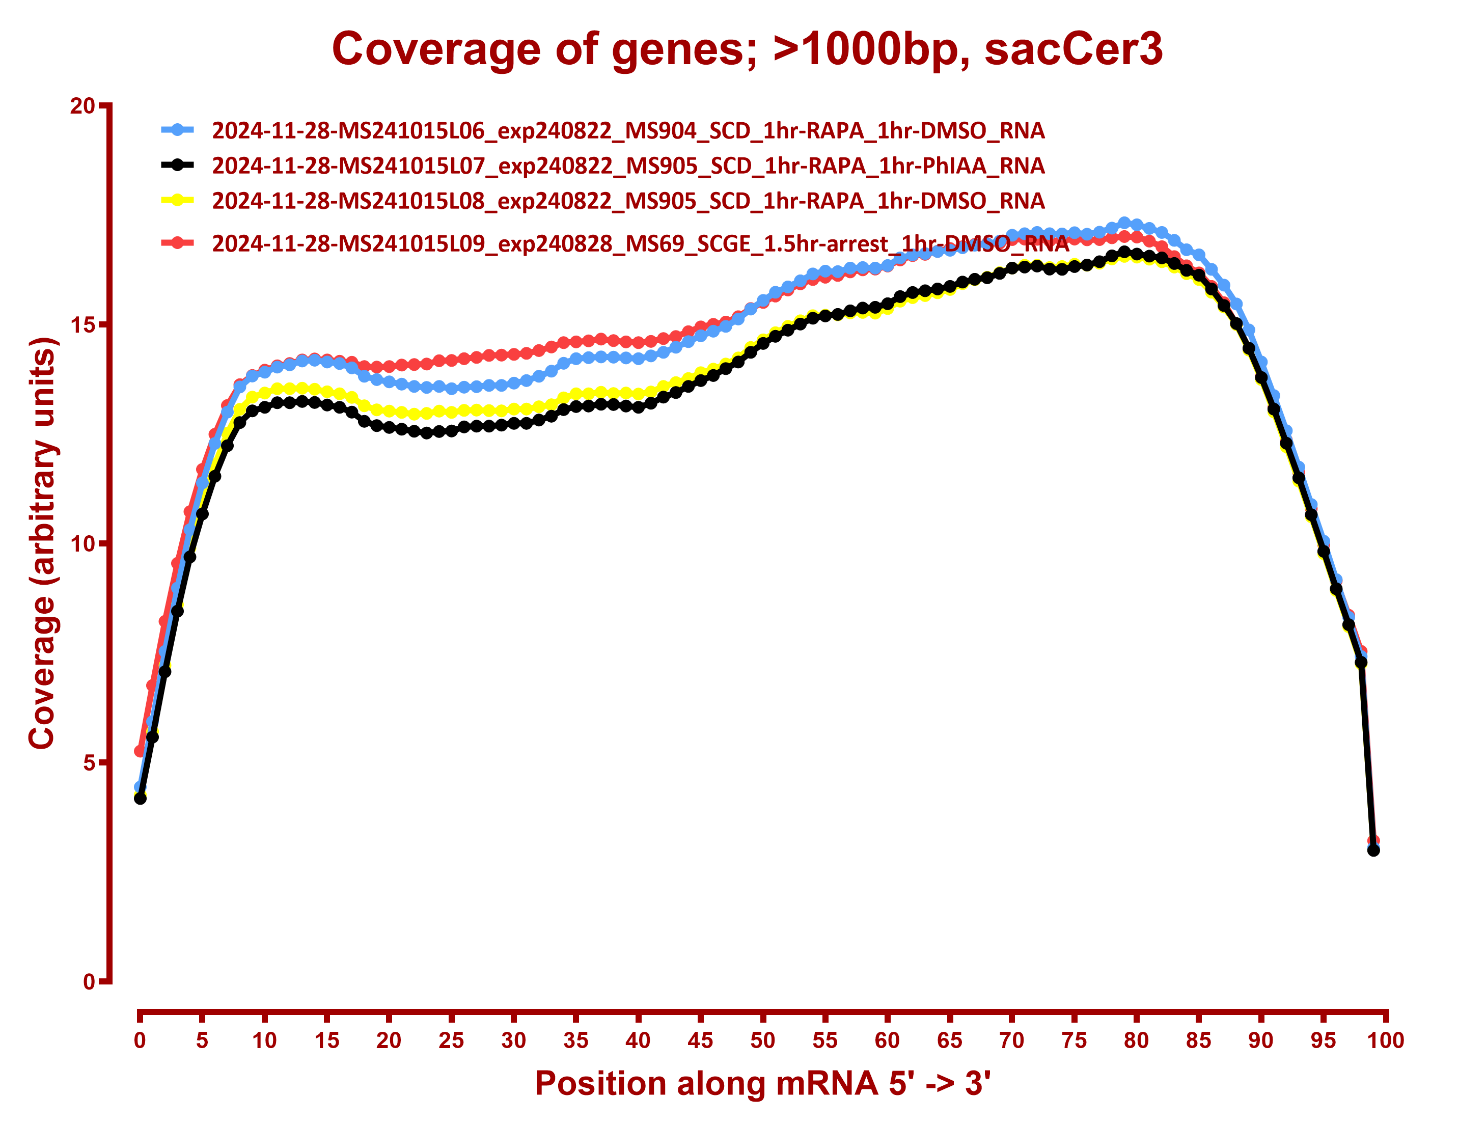 Coverage of genes; >1000bp, sacCer3
20
2024-11-28-MS241015L06_exp240822_MS904_SCD_1hr-RAPA_1hr-DMSO_RNA
2024-11-28-MS241015L07_exp240822_MS905_SCD_1hr-RAPA_1hr-PhIAA_RNA
2024-11-28-MS241015L08_exp240822_MS905_SCD_1hr-RAPA_1hr-DMSO_RNA
2024-11-28-MS241015L09_exp240828_MS69_SCGE_1.5hr-arrest_1hr-DMSO_RNA
15
10
5
0
Coverage (arbitrary units)
0 5 10 15 20 25 30 35 40 45 50 55 60 65 70 75 80 85 90 95 100
Position along mRNA 5' -> 3'